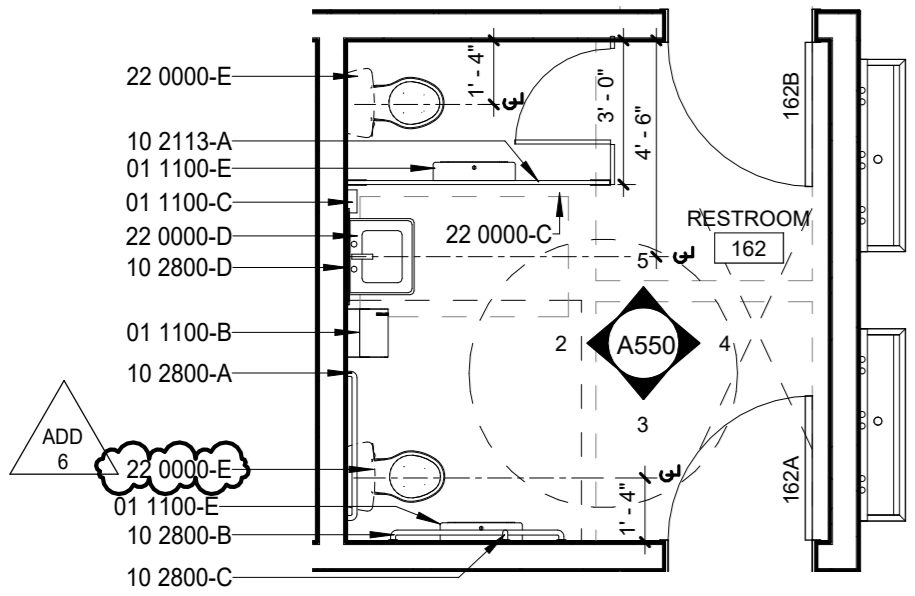 22 0000-E
10 2113-A
01 1100-E
01 1100-C
22 0000-D
10 2800-D
01 1100-B
10 2800-A
ADD
6
22 0000-E
01 1100-E
10 2800-B
10 2800-C
1' - 4"
3' - 0"
4' - 6"
162B
22 0000-C
RESTROOM
162
5
2
A550
4
3
1' - 4"
162A